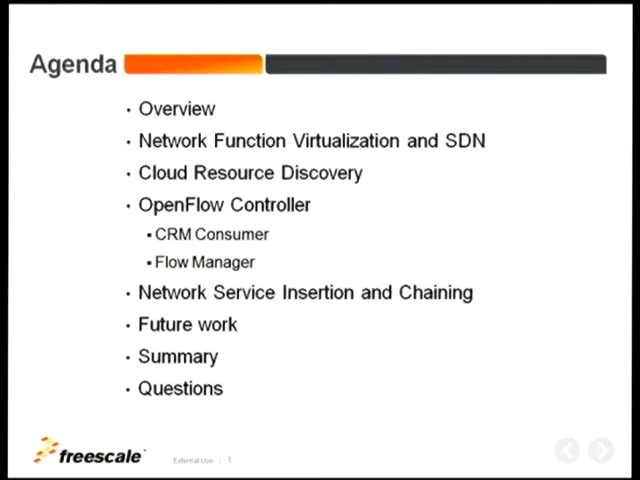 Agenda
• Overview
• Network Function Virtualization and SDN
• Cloud Resource Discovery
• OpenFlow Controller
▪ CRM Consumer
▪ Flow Manager
• Network Service Insertion and Chaining
• Future work
• Summary
• Questions
freescale™
External Use | 1